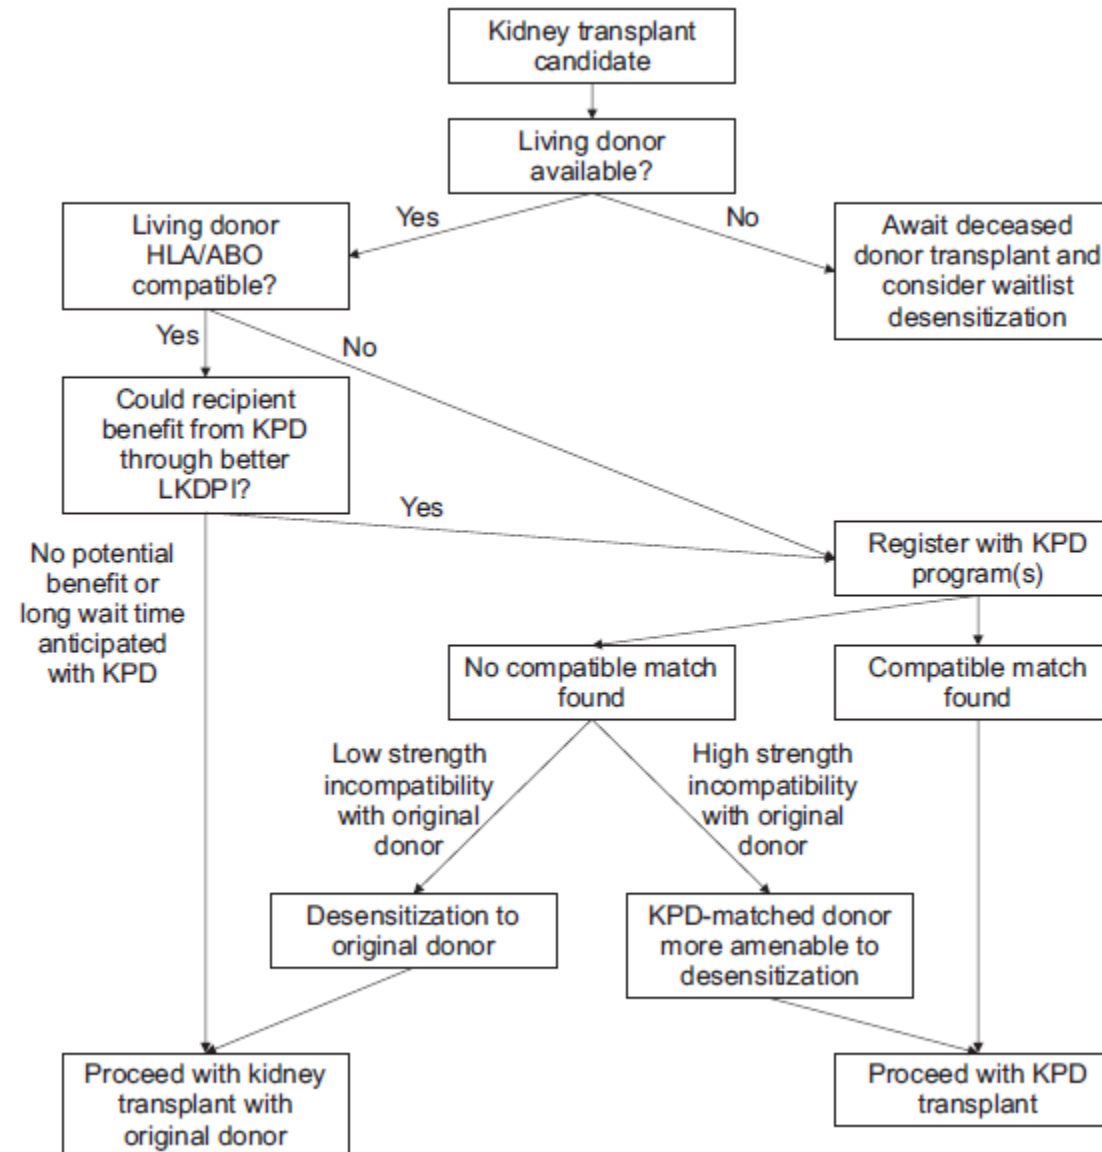 Kidney transplant
candidate
Living donor
available?
Yes
No
Living donor
HLA/ABO
compatible?
Await deceased
donor transplant and
consider waitlist
desensitization
Yes
No
Could recipient
benefit from KPD
through better
LKDPI?
Yes
No potential
benefit or
long wait time
anticipated
with KPD
Register with KPD
program(s)
No compatible match
found
Compatible match
found
Low strength
incompatibility
with original
donor
High strength
incompatibility
with original
donor
Desensitization to
original donor
KPD-matched donor
more amenable to
desensitization
Proceed with kidney
transplant with
original donor
Proceed with KPD
transplant